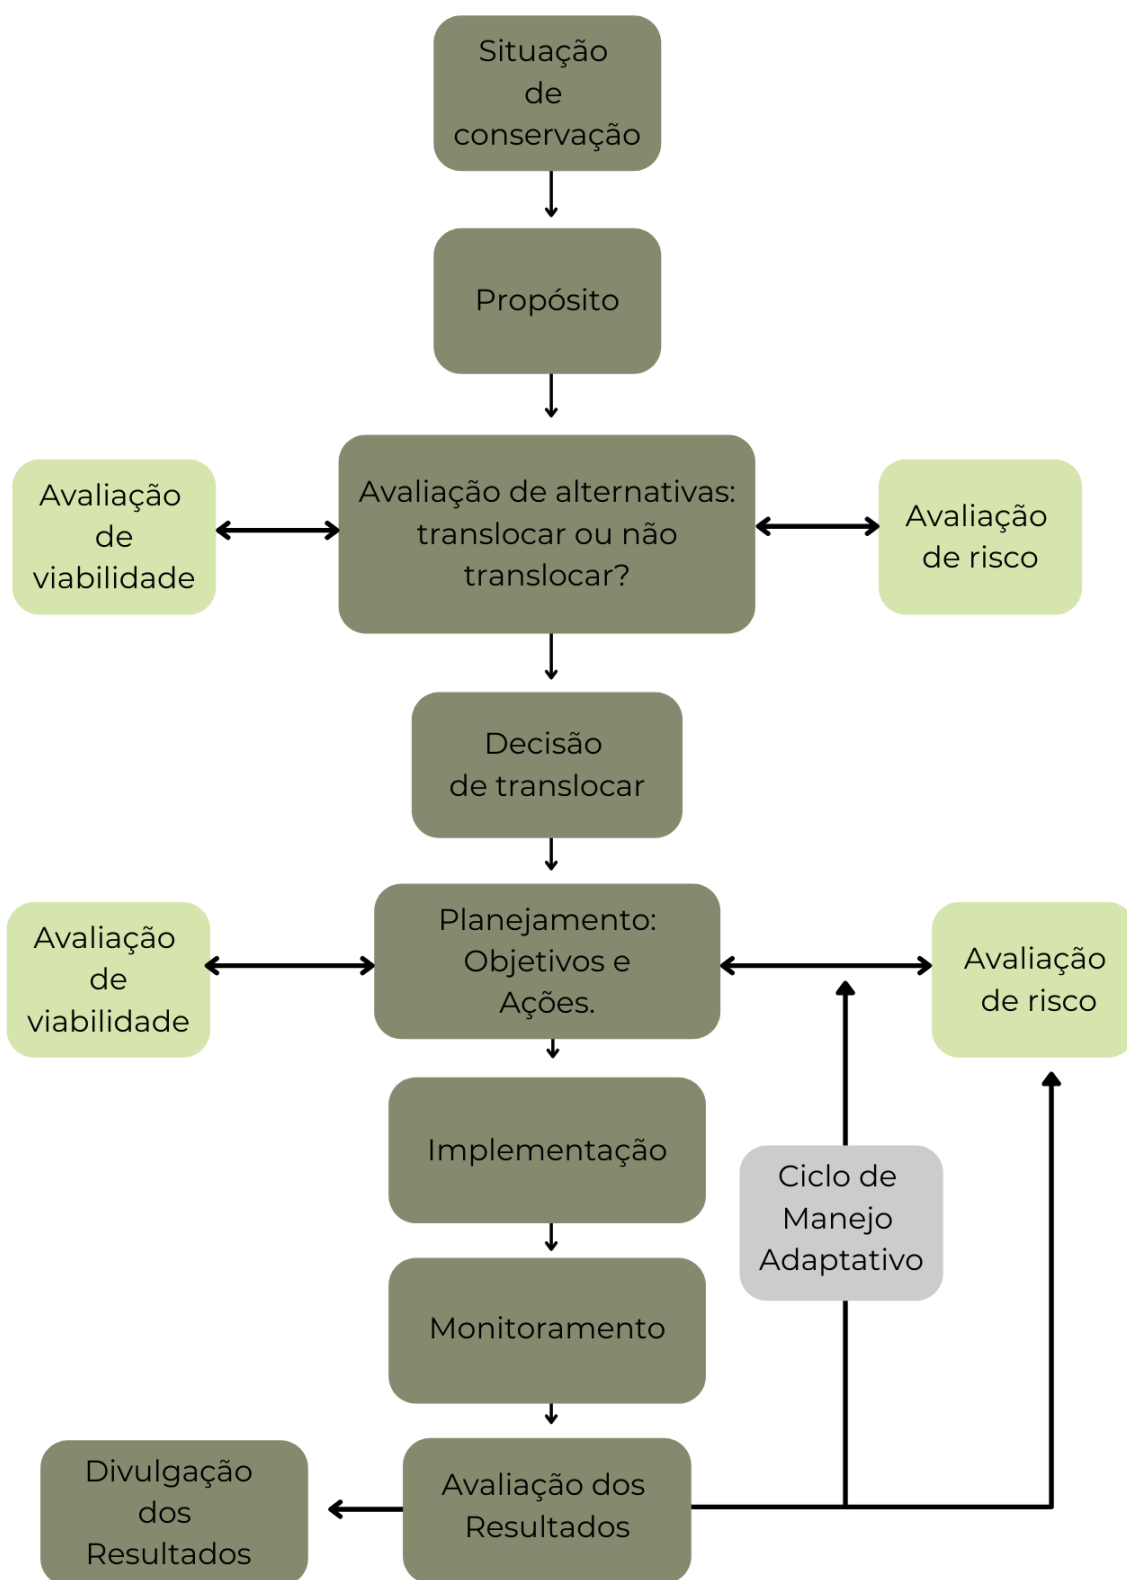 Situação
de
conservação
Propósito
Avaliação
de
viabilidade
Avaliação de alternativas:
translocar ou não
translocar?
Avaliação
de risco
Decisão
de translocar
Avaliação
de
viabilidade
Planejamento:
Objetivos e
Ações.
Avaliação
de risco
Implementação
Ciclo de
Manejo
Adaptativo
Monitoramento
Divulgação
dos
Resultados
Avaliação dos
Resultados